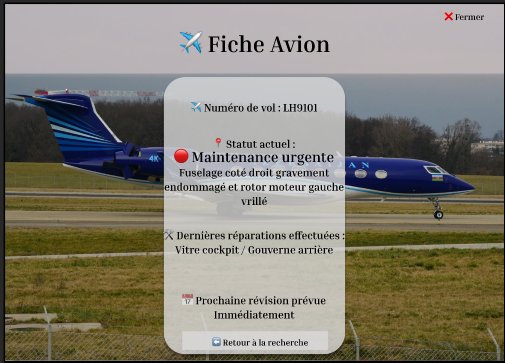 ❌ Fermer
✈️ Fiche Avion
✈️ Numéro de vol : LH9101
📍 Statut actuel :
🔴 Maintenance urgente
Fuselage coté droit gravement
endommagé et rotor moteur gauche
vrillé
4K-
AN
🛠️ Dernières réparations effectuées :
Vitre cockpit / Gouverne arrière
📅 Prochaine révision prévue
Immédiatement
⬅️ Retour à la recherche